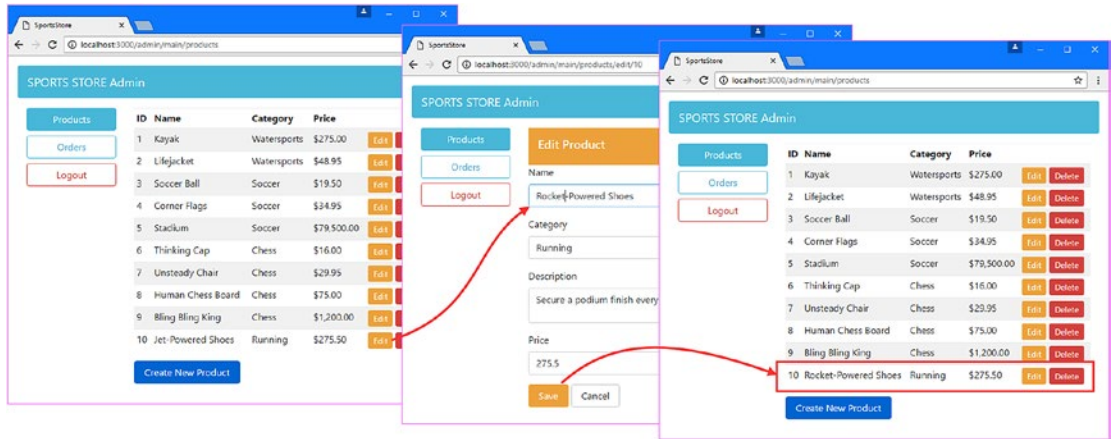 SportsStore
localhost:3000/admin/main/products
SPORTS STORE Admin
Products
Orders
Logout
ID Name Category Price
1 Kayak Watersports $275.00 Edit
2 Lifejacket Watersports $48.95 Edit
3 Soccer Ball Soccer $19.50 Edit
4 Corner Flags Soccer $34.95 Edit
5 Stadium Soccer $79,500.00 Edit
6 Thinking Cap Chess $16.00 Edit
7 Unsteady Chair Chess $29.95 Edit
8 Human Chess Board Chess $75.00 Edit
9 Bling Bling King Chess $1,200.00 Edit
10 Jet-Powered Shoes Running $275.50 Edit
Create New Product
SportsStore
localhost:3000/admin/main/products/edit/10
SPORTS STORE Admin
Products
Orders
Logout
Edit Product
Name
Rocket-Powered Shoes
Category
Running
Description
Secure a podium finish every
Price
275.5
Save Cancel
SportsStore
localhost:3000/admin/main/products
SPORTS STORE Admin
Products
Orders
Logout
ID Name Category Price
1 Kayak Watersports $275.00 Edit Delete
2 Lifejacket Watersports $48.95 Edit Delete
3 Soccer Ball Soccer $19.50 Edit Delete
4 Corner Flags Soccer $34.95 Edit Delete
5 Stadium Soccer $79,500.00 Edit Delete
6 Thinking Cap Chess $16.00 Edit Delete
7 Unsteady Chair Chess $29.95 Edit Delete
8 Human Chess Board Chess $75.00 Edit Delete
9 Bling Bling King Chess $1,200.00 Edit Delete
10 Rocket-Powered Shoes Running $275.50 Edit Delete
Create New Product